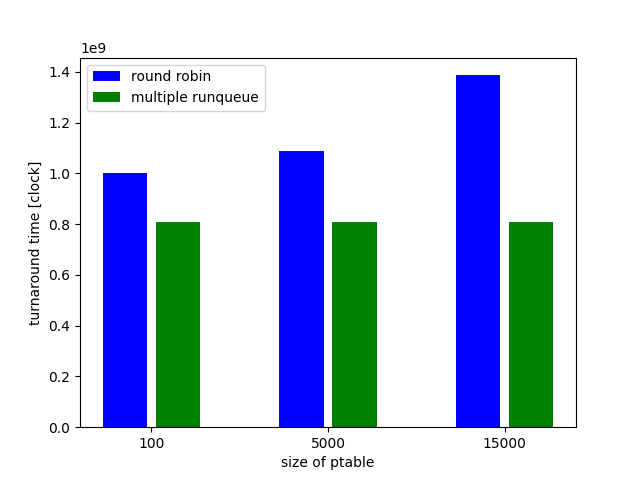 1e9
round robin
multiple runqueue
1.4
1.2
1.0
0.8
0.6
0.4
0.2
0.0
turnaround time [clock]
100 5000 15000
size of ptable